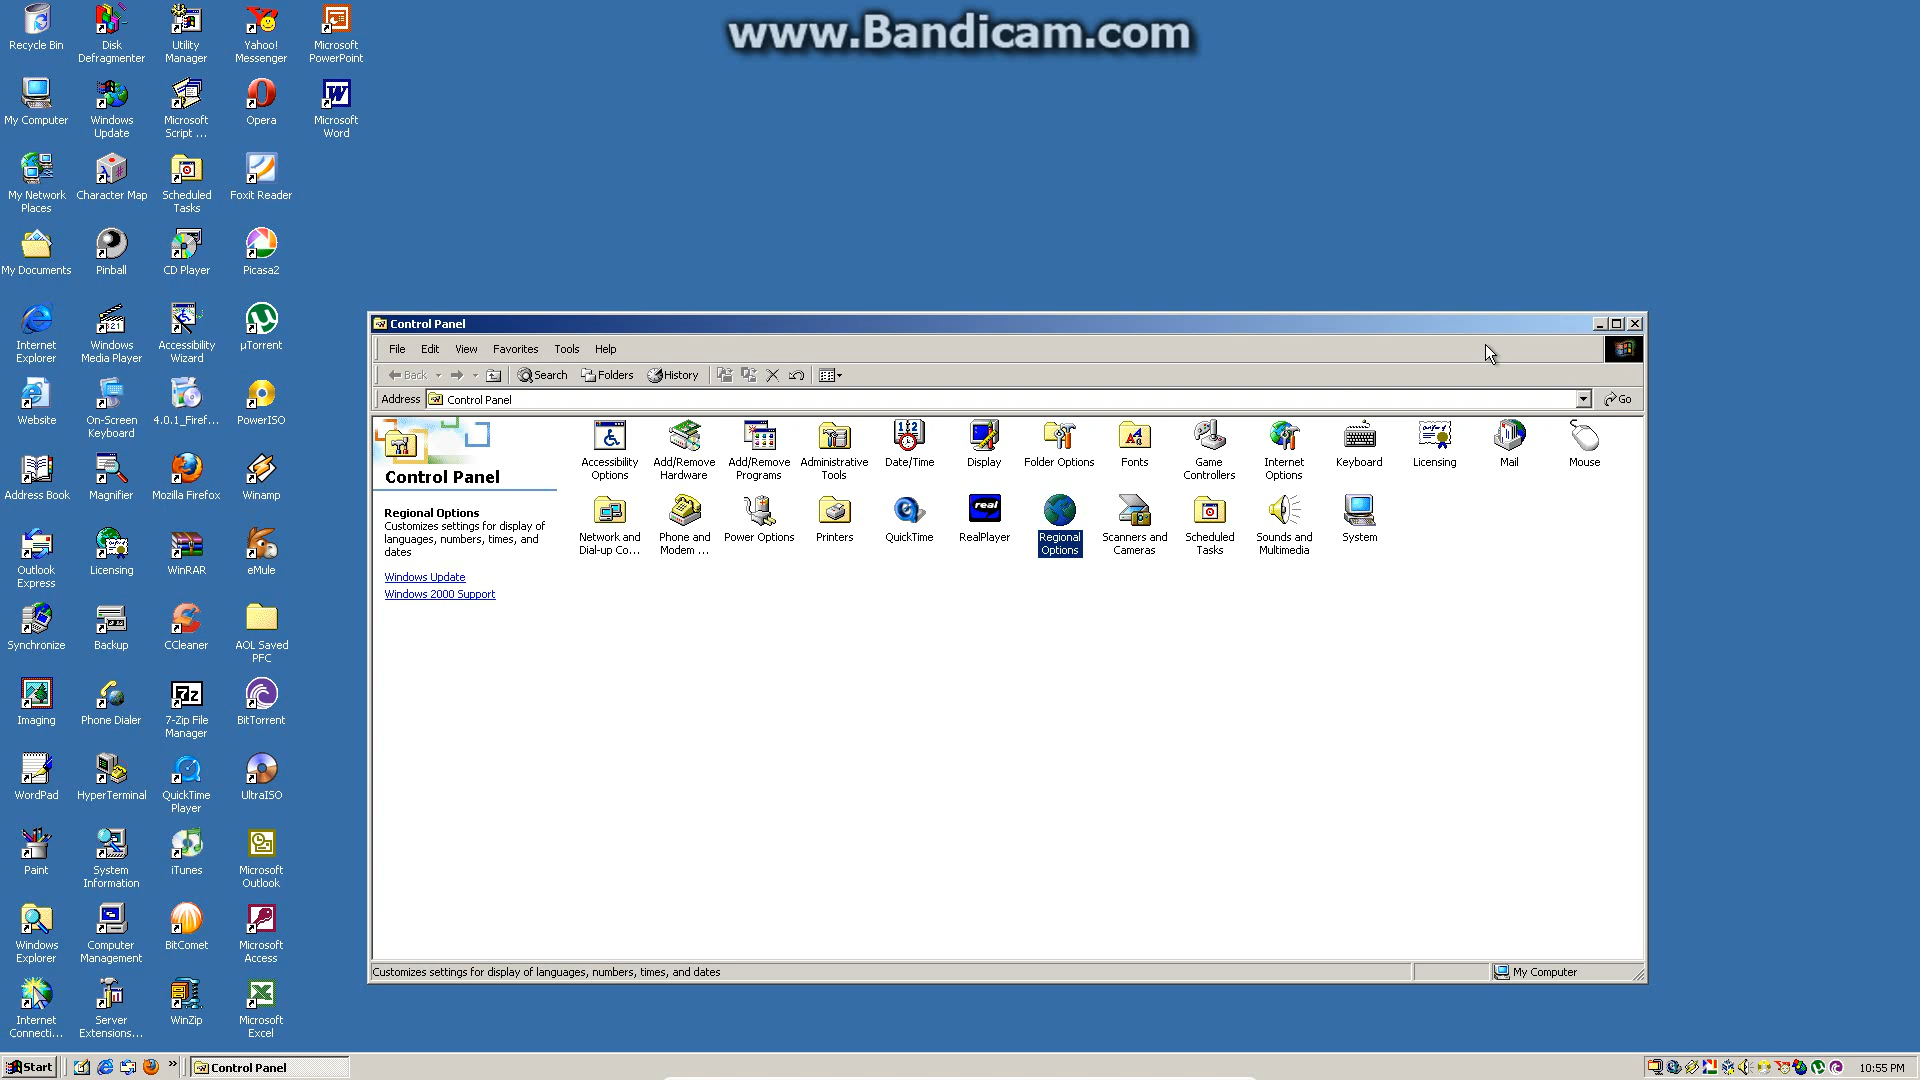 www.Bandicam.com
Recycle Bin
Disk
Defragmenter
Utility
Manager
Yahoo!
Messenger
Microsoft
PowerPoint
My Computer
Windows
Update
Microsoft
Script ...
Opera
Microsoft
Word
My Network
Places
Character Map
Scheduled
Tasks
Foxit Reader
My Documents
Pinball
CD Player
Picasa2
Internet
Explorer
Windows
Media Player
Accessibility
Wizard
µTorrent
Website
On-Screen
Keyboard
4.0.1_Firef...
PowerISO
Address Book
Magnifier
Mozilla Firefox
Winamp
Outlook
Express
Licensing
WinRAR
eMule
Synchronize
Backup
CCleaner
AOL Saved
PFC
Imaging
Phone Dialer
7-Zip File
Manager
BitTorrent
WordPad
HyperTerminal
QuickTime
Player
UltraISO
Paint
System
Information
iTunes
Microsoft
Outlook
Windows
Explorer
Computer
Management
BitComet
Microsoft
Access
Internet
Connecti...
Server
Extensions...
WinZip
Microsoft
Excel
Control Panel
File Edit View Favorites Tools Help
Back Search Folders History
Address Control Panel Go
Control Panel
Regional Options
Customizes settings for display of
languages, numbers, times, and
dates
Windows Update
Windows 2000 Support
Accessibility
Options
Add/Remove
Hardware
Add/Remove
Programs
Administrative
Tools
Date/Time
Display
Folder Options
Fonts
Game
Controllers
Internet
Options
Keyboard
Licensing
Mail
Mouse
Network and
Dial-up Co...
Phone and
Modem ...
Power Options
Printers
QuickTime
real
RealPlayer
Regional
Options
Scanners and
Cameras
Scheduled
Tasks
Sounds and
Multimedia
System
Customizes settings for display of languages, numbers, times, and dates
My Computer
Start
Control Panel
10:55 PM